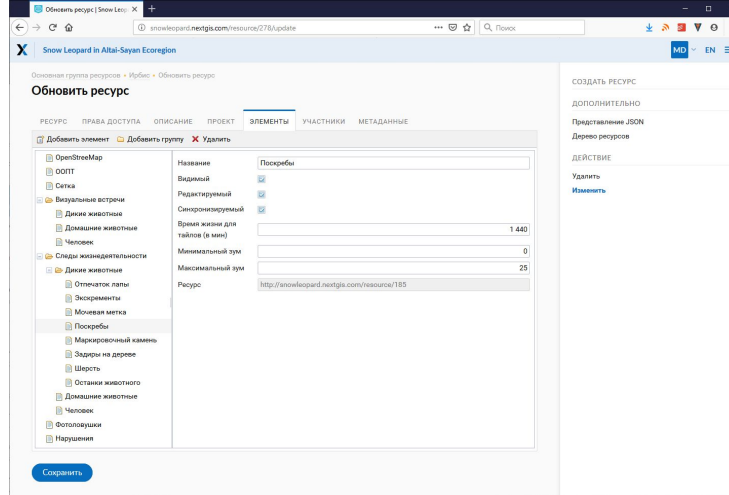 Обновить ресурс | Snow Leop
snowleopard.nextgis.com/resource/278/update
Поиск
Snow Leopard in Altai-Sayan Ecoregion
MD
EN
Основная группа ресурсов • Ирбис • Обновить ресурс
Обновить ресурс
РЕСУРС ПРАВА ДОСТУПА ОПИСАНИЕ ПРОЕКТ ЭЛЕМЕНТЫ УЧАСТНИКИ МЕТАДАННЫЕ
Добавить элемент Добавить группу Удалить
OpenStreeMap
ООПТ
Сетка
Визуальные встречи
Дикие животные
Домашние животные
Человек
Следы жизнедеятельности
Дикие животные
Отпечаток лапы
Экскременты
Мочевая метка
Поскребы
Маркировочный камень
Задиры на дереве
Шерсть
Останки животного
Домашние животные
Человек
Фотоловушки
Нарушения
Название Поскребы
Видимый
Редактируемый
Синхронизируемый
Время жизни для
тайлов (в мин) 1 440
Минимальный зум 0
Максимальный зум 25
Ресурс http://snowleopard.nextgis.com/resource/185
Сохранить
СОЗДАТЬ РЕСУРС
ДОПОЛНИТЕЛЬНО
Представление JSON
Дерево ресурсов
ДЕЙСТВИЕ
Удалить
Изменить